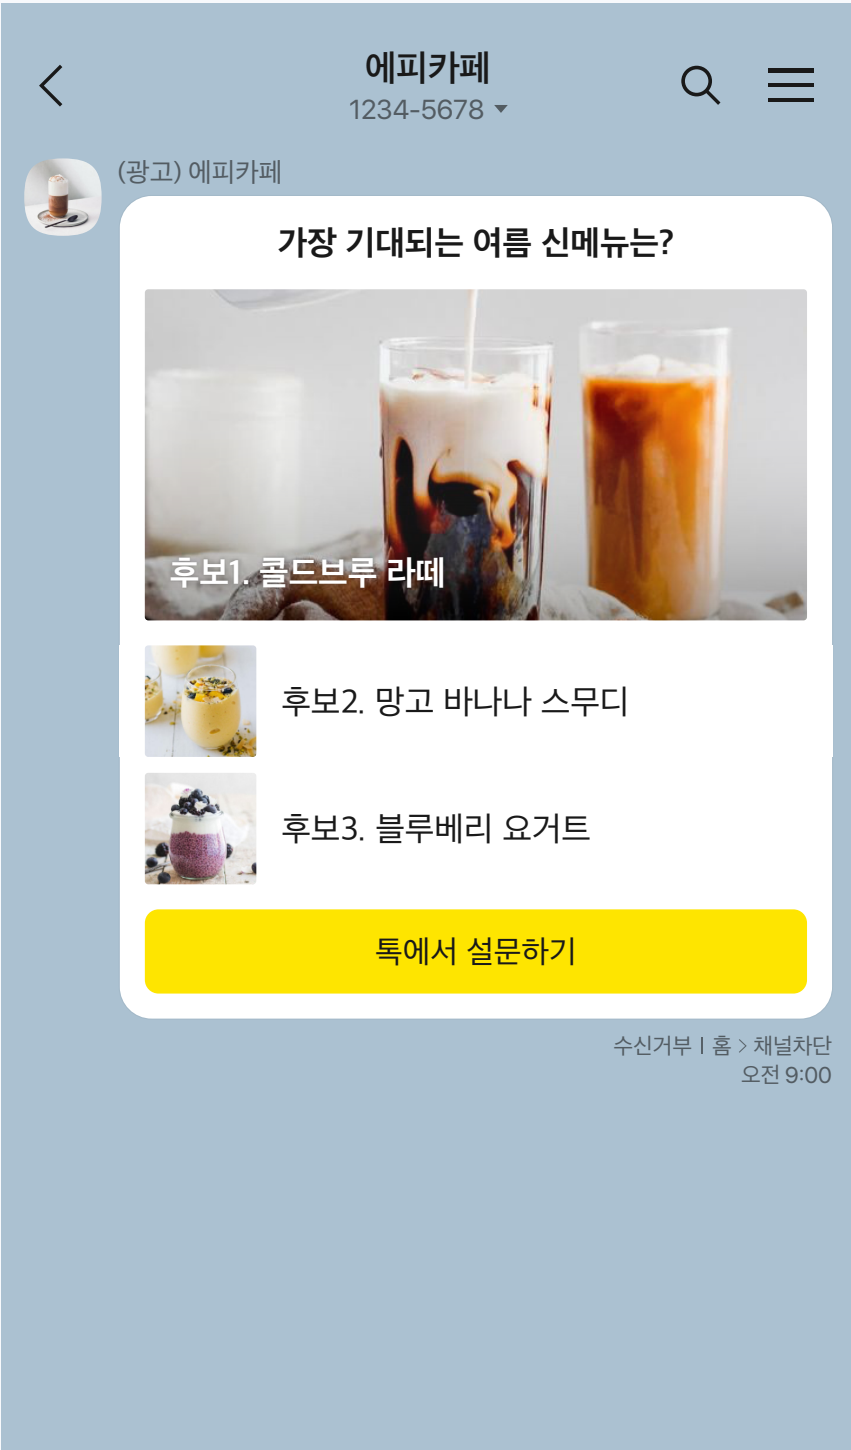 에피카페
1234-5678
(광고) 에피카페
가장 기대되는 여름 신메뉴는?
후보1. 콜드브루 라떼
후보2. 망고 바나나 스무디
후보3. 블루베리 요거트
톡에서 설문하기
수신거부 | 홈 > 채널차단
오전 9:00